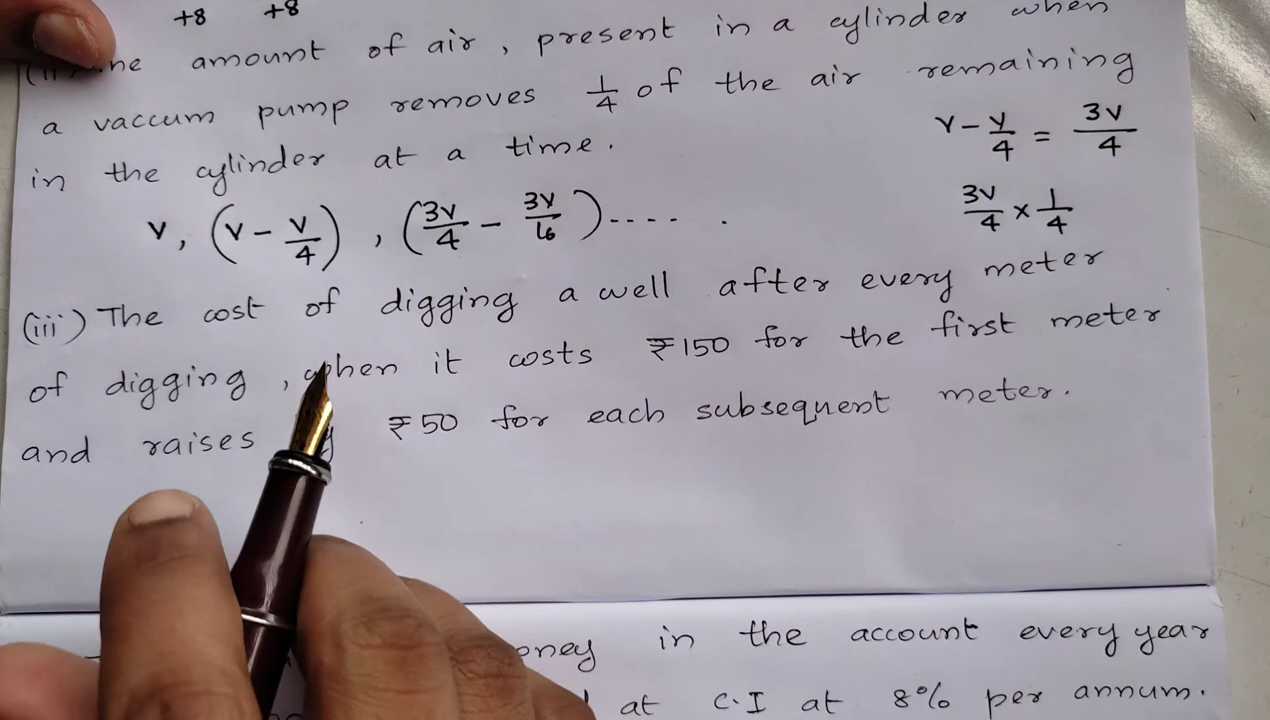 +8 +8
amount of air, present in a cylinder when
a vaccum pump removes 1/4 of the air remaining
in the cylinder at a time.
V - V/4 = 3V/4
3V/4 × 1/4
V, (V - V/4), (3V/4 - 3V/16) ---- .
(iii) The cost of digging a well after every meter
of digging, when it costs ₹150 for the first meter
and raises ₹50 for each subsequent meter.
in the account every year
at C.I at 8% per annum.